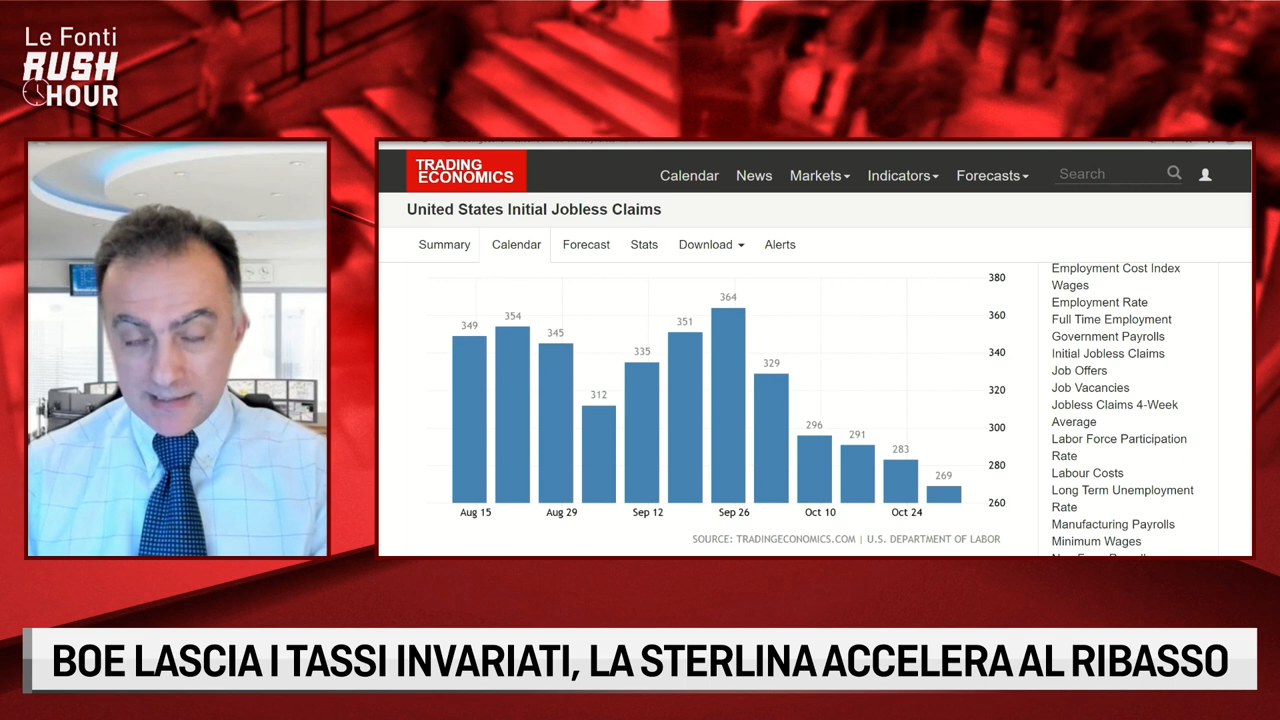 Le Fonti
RUSH
HOUR
TRADING
ECONOMICS
Calendar News Markets Indicators Forecasts Search
United States Initial Jobless Claims
Summary Calendar Forecast Stats Download Alerts
380
360
340
320
300
280
260
349
354
345
312
335
351
364
329
296
291
283
269
Aug 15 Aug 29 Sep 12 Sep 26 Oct 10 Oct 24
SOURCE: TRADINGECONOMICS.COM | U.S. DEPARTMENT OF LABOR
Employment Cost Index
Wages
Employment Rate
Full Time Employment
Government Payrolls
Initial Jobless Claims
Job Offers
Job Vacancies
Jobless Claims 4-Week
Average
Labor Force Participation
Rate
Labour Costs
Long Term Unemployment
Rate
Manufacturing Payrolls
Minimum Wages
BOE LASCIA I TASSI INVARIATI, LA STERLINA ACCELERA AL RIBASSO